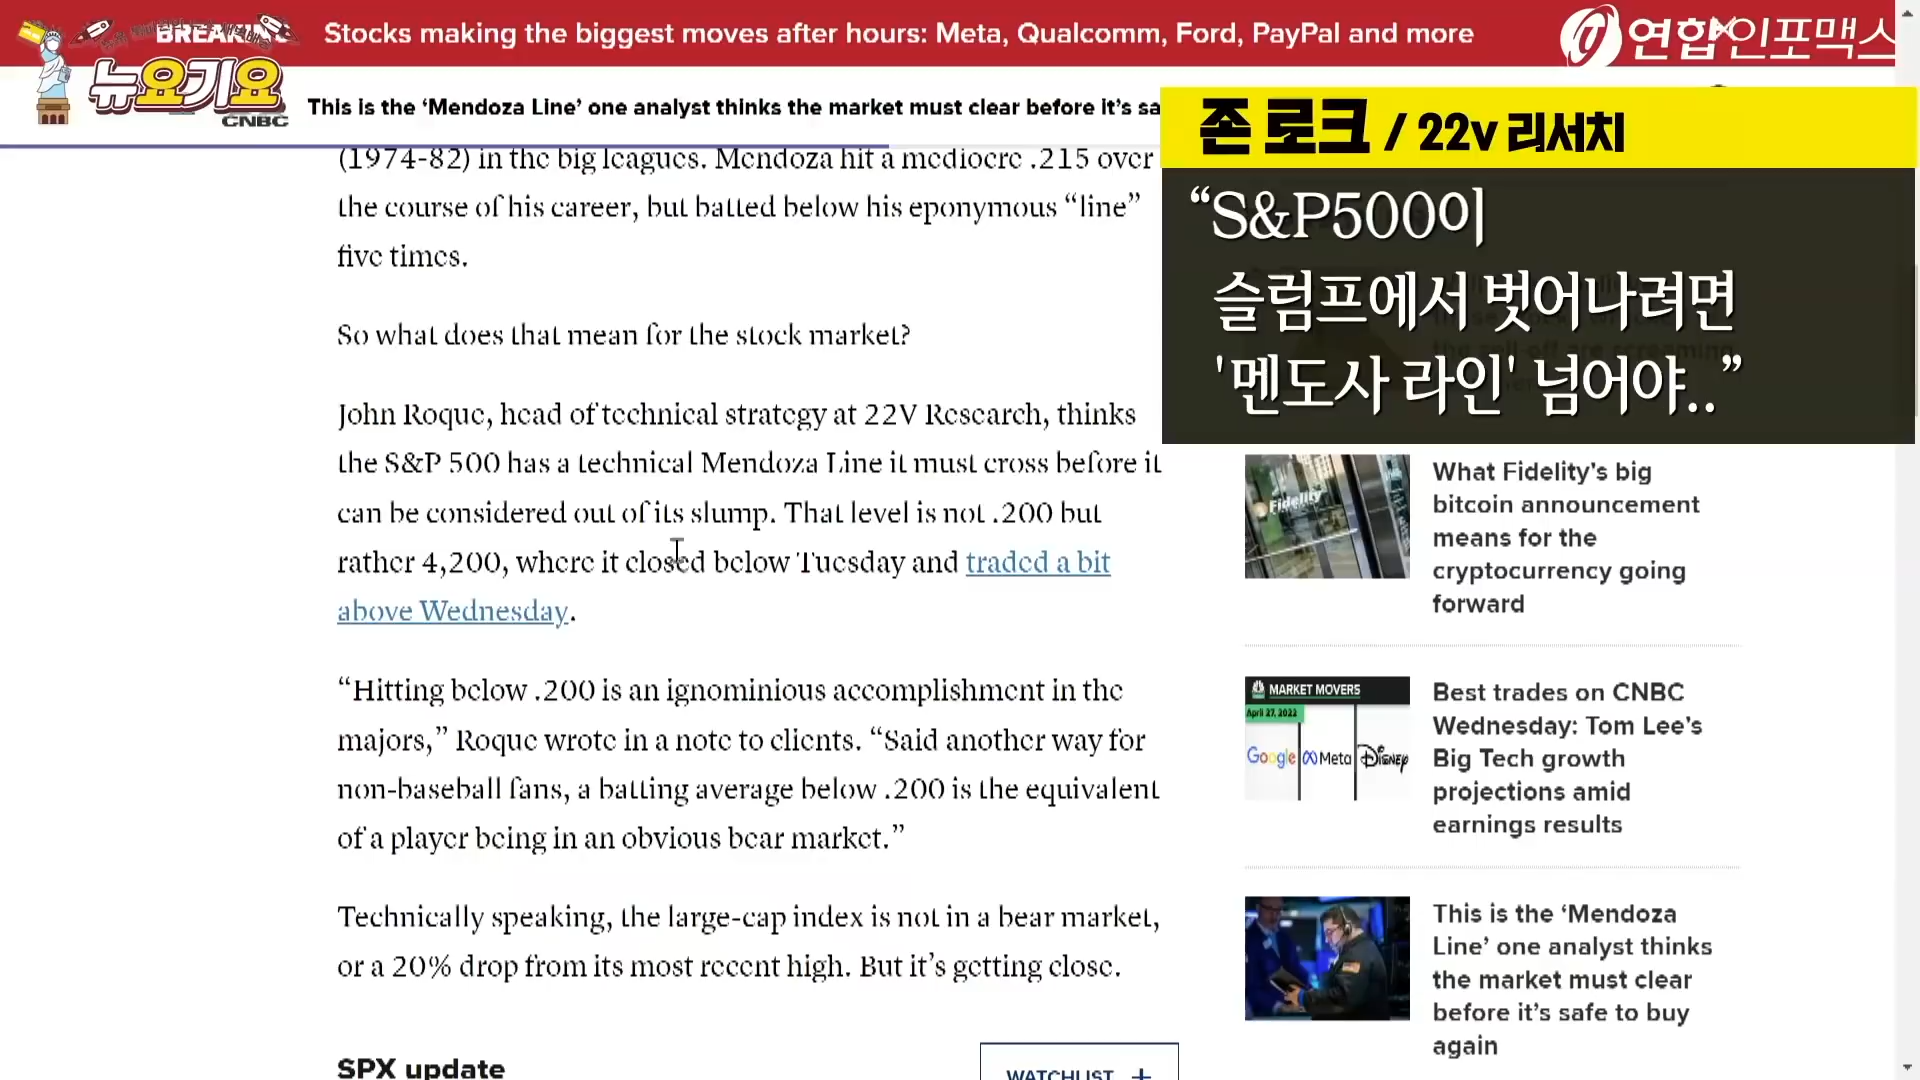 BREAKING
Stocks making the biggest moves after hours: Meta, Qualcomm, Ford, PayPal and more
연합인포맥스
뉴요기요
CNBC
This is the ‘Mendoza Line’ one analyst thinks the market must clear before it’s sa
존 로크 / 22v 리서치
“S&P500이
슬럼프에서 벗어나려면
'멘도사 라인' 넘어야..”
(1974-82) in the big leagues. Mendoza hit a mediocre .215 over
the course of his career, but batted below his eponymous “line”
five times.
So what does that mean for the stock market?
John Roque, head of technical strategy at 22V Research, thinks
the S&P 500 has a technical Mendoza Line it must cross before it
can be considered out of its slump. That level is not .200 but
rather 4,200, where it closed below Tuesday and traded a bit
above Wednesday.
“Hitting below .200 is an ignominious accomplishment in the
majors,” Roque wrote in a note to clients. “Said another way for
non-baseball fans, a batting average below .200 is the equivalent
of a player being in an obvious bear market.”
Technically speaking, the large-cap index is not in a bear market,
or a 20% drop from its most recent high. But it’s getting close.
SPX update
WATCHLIST +
the spill off are screaming
Fidelity
What Fidelity's big
bitcoin announcement
means for the
cryptocurrency going
forward
MARKET MOVERS
April 27, 2022
Google
Meta
Disney
Best trades on CNBC
Wednesday: Tom Lee's
Big Tech growth
projections amid
earnings results
This is the ‘Mendoza
Line’ one analyst thinks
the market must clear
before it’s safe to buy
again